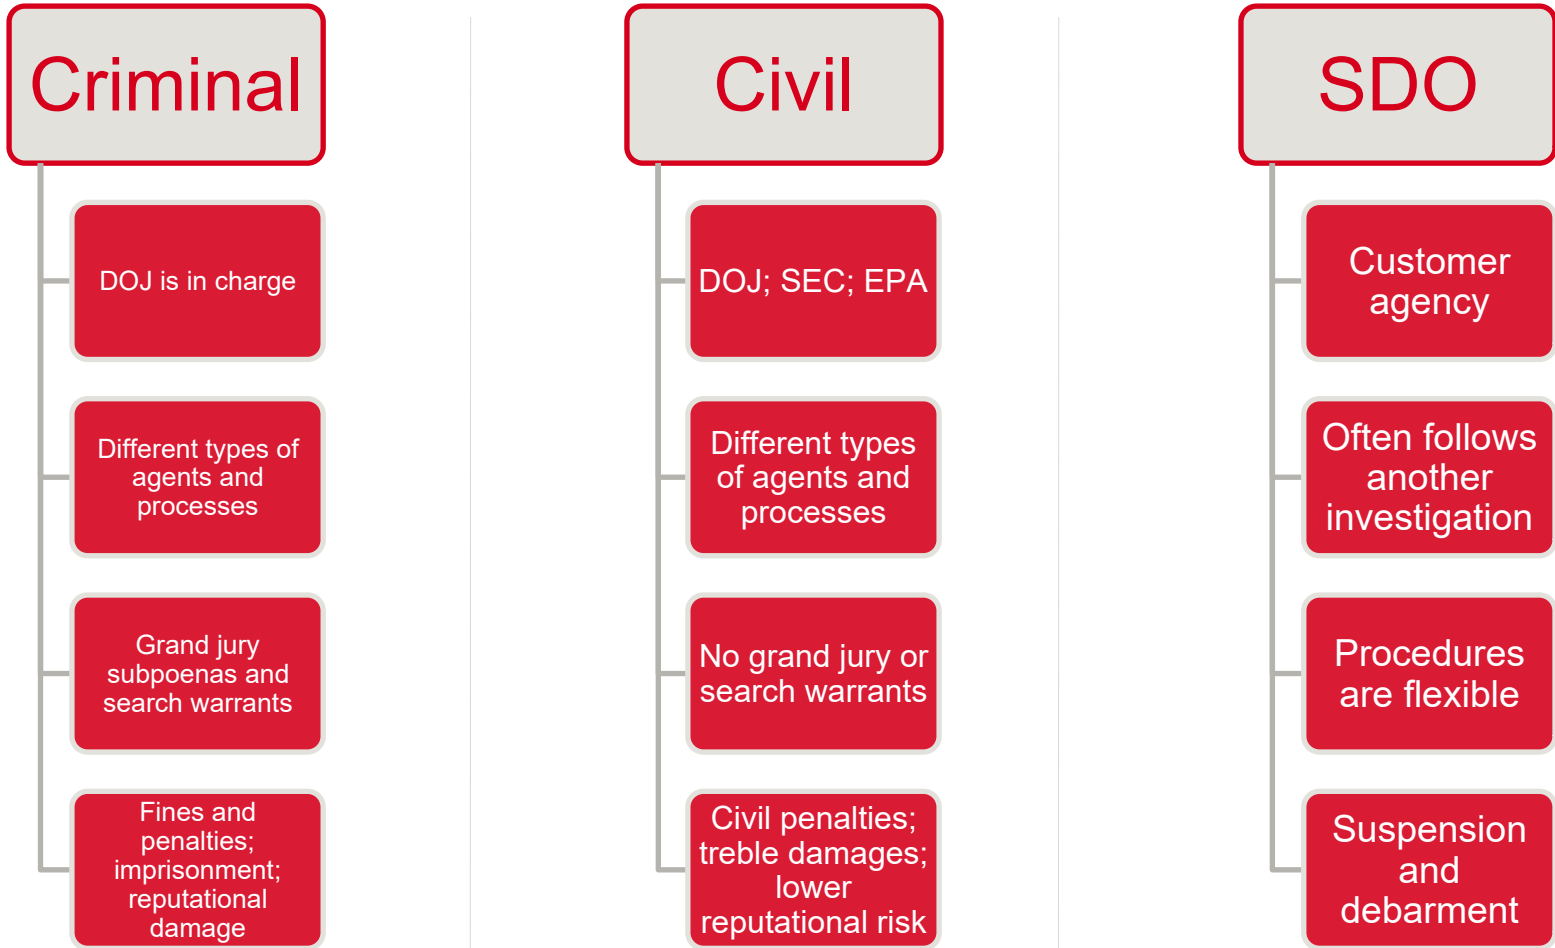 Criminal
DOJ is in charge
Different types of
agents and
processes
Grand jury
subpoenas and
search warrants
Fines and
penalties;
imprisonment;
reputational
damage
Civil
DOJ; SEC; EPA
Different types
of agents and
processes
No grand jury or
search warrants
Civil penalties;
treble damages;
lower
reputational risk
SDO
Customer
agency
Often follows
another
investigation
Procedures
are flexible
Suspension
and
debarment